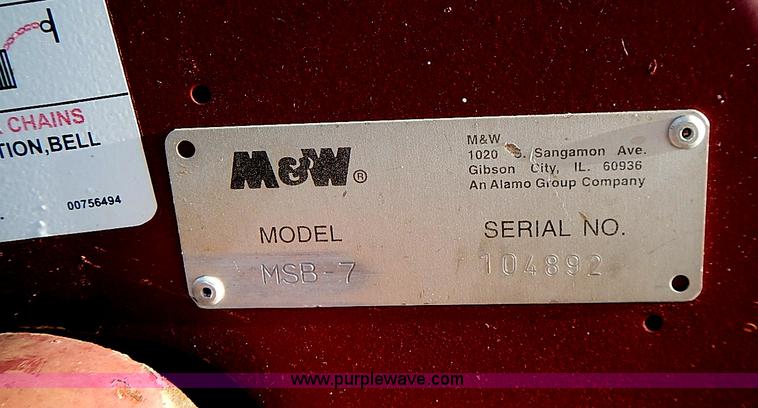 CHAINS
TION,BELL
00756494
M&W®
M&W
1020 S. Sangamon Ave.
Gibson City, IL. 60936
An Alamo Group Company
MODEL
MSB-7
SERIAL NO.
104892
www.purplewave.com